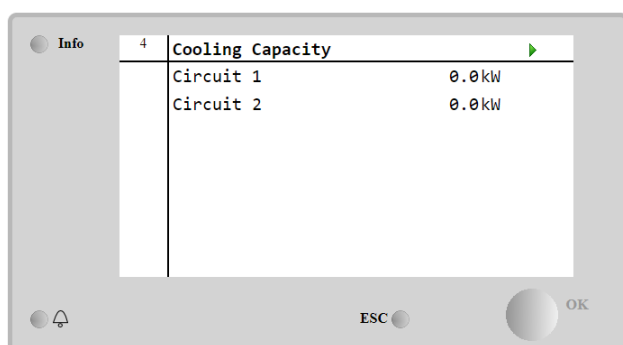 Info
4 Cooling Capacity
Circuit 1 0.0kW
Circuit 2 0.0kW
ESC
OK